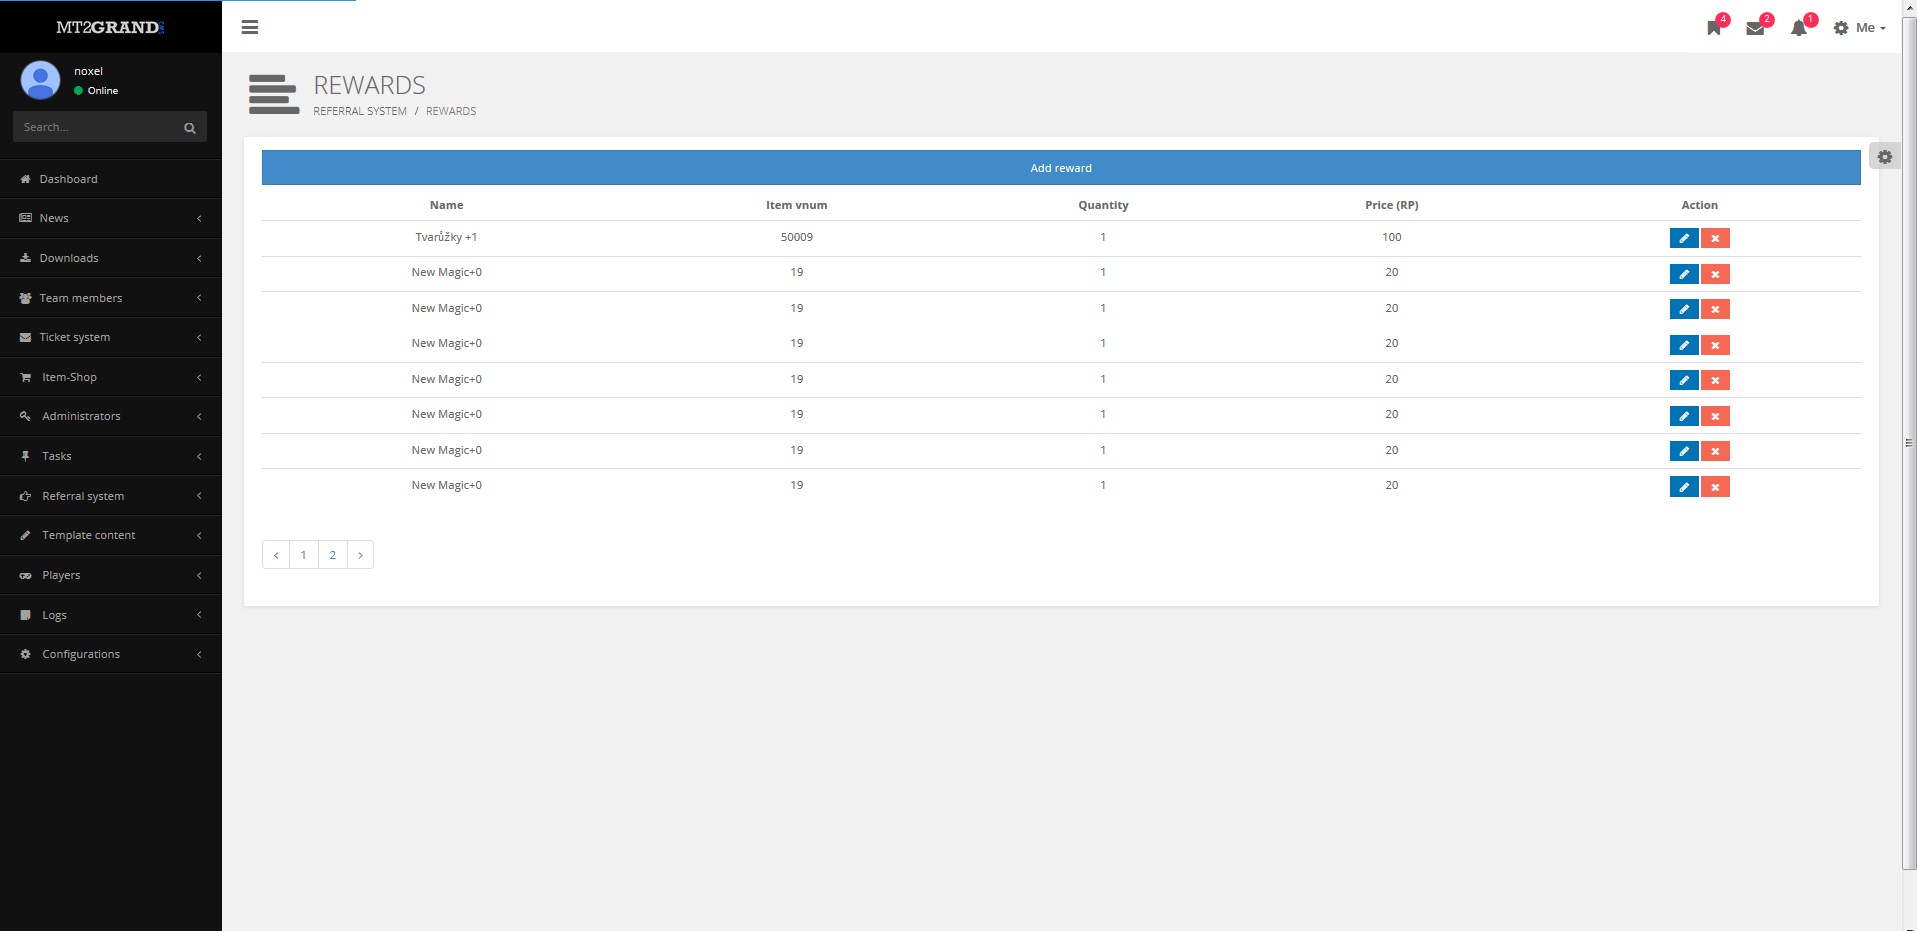 MT2GRAND
noxel
Online
Search...
Dashboard
News
Downloads
Team members
Ticket system
Item-Shop
Administrators
Tasks
Referral system
Template content
Players
Logs
Configurations
4
2
1
Me
REWARDS
REFERRAL SYSTEM / REWARDS
Add reward
Name Item vnum Quantity Price (RP) Action
Tvarůžky +1 50009 1 100
New Magic+0 19 1 20
New Magic+0 19 1 20
New Magic+0 19 1 20
New Magic+0 19 1 20
New Magic+0 19 1 20
New Magic+0 19 1 20
New Magic+0 19 1 20
‹ 1 2 ›